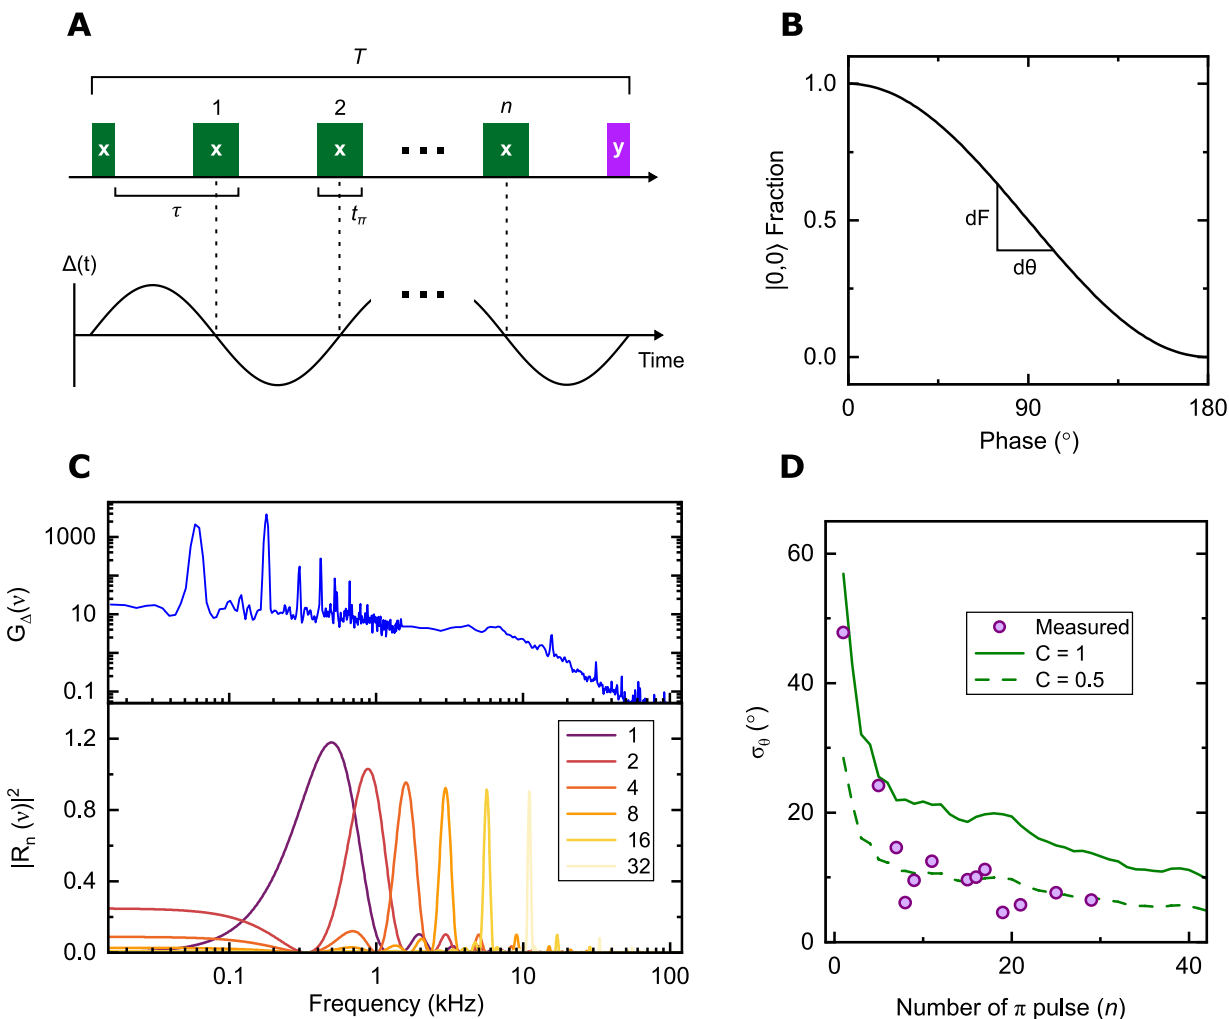 A
T
1
2
n
x
x
x
x
y
τ
tπ
Δ(t)
Time
B
|0,0⟩ Fraction
1.0
0.5
0.0
dF
dθ
0
90
180
Phase (°)
C
G_Δ(ν)
1000
10
0.1
|R_n (ν)|²
1.2
0.8
0.4
0.0
1
2
4
8
16
32
0.1
1
10
100
Frequency (kHz)
D
σ_θ (°)
60
40
20
0
Measured
C = 1
C = 0.5
0
20
40
Number of π pulse (n)